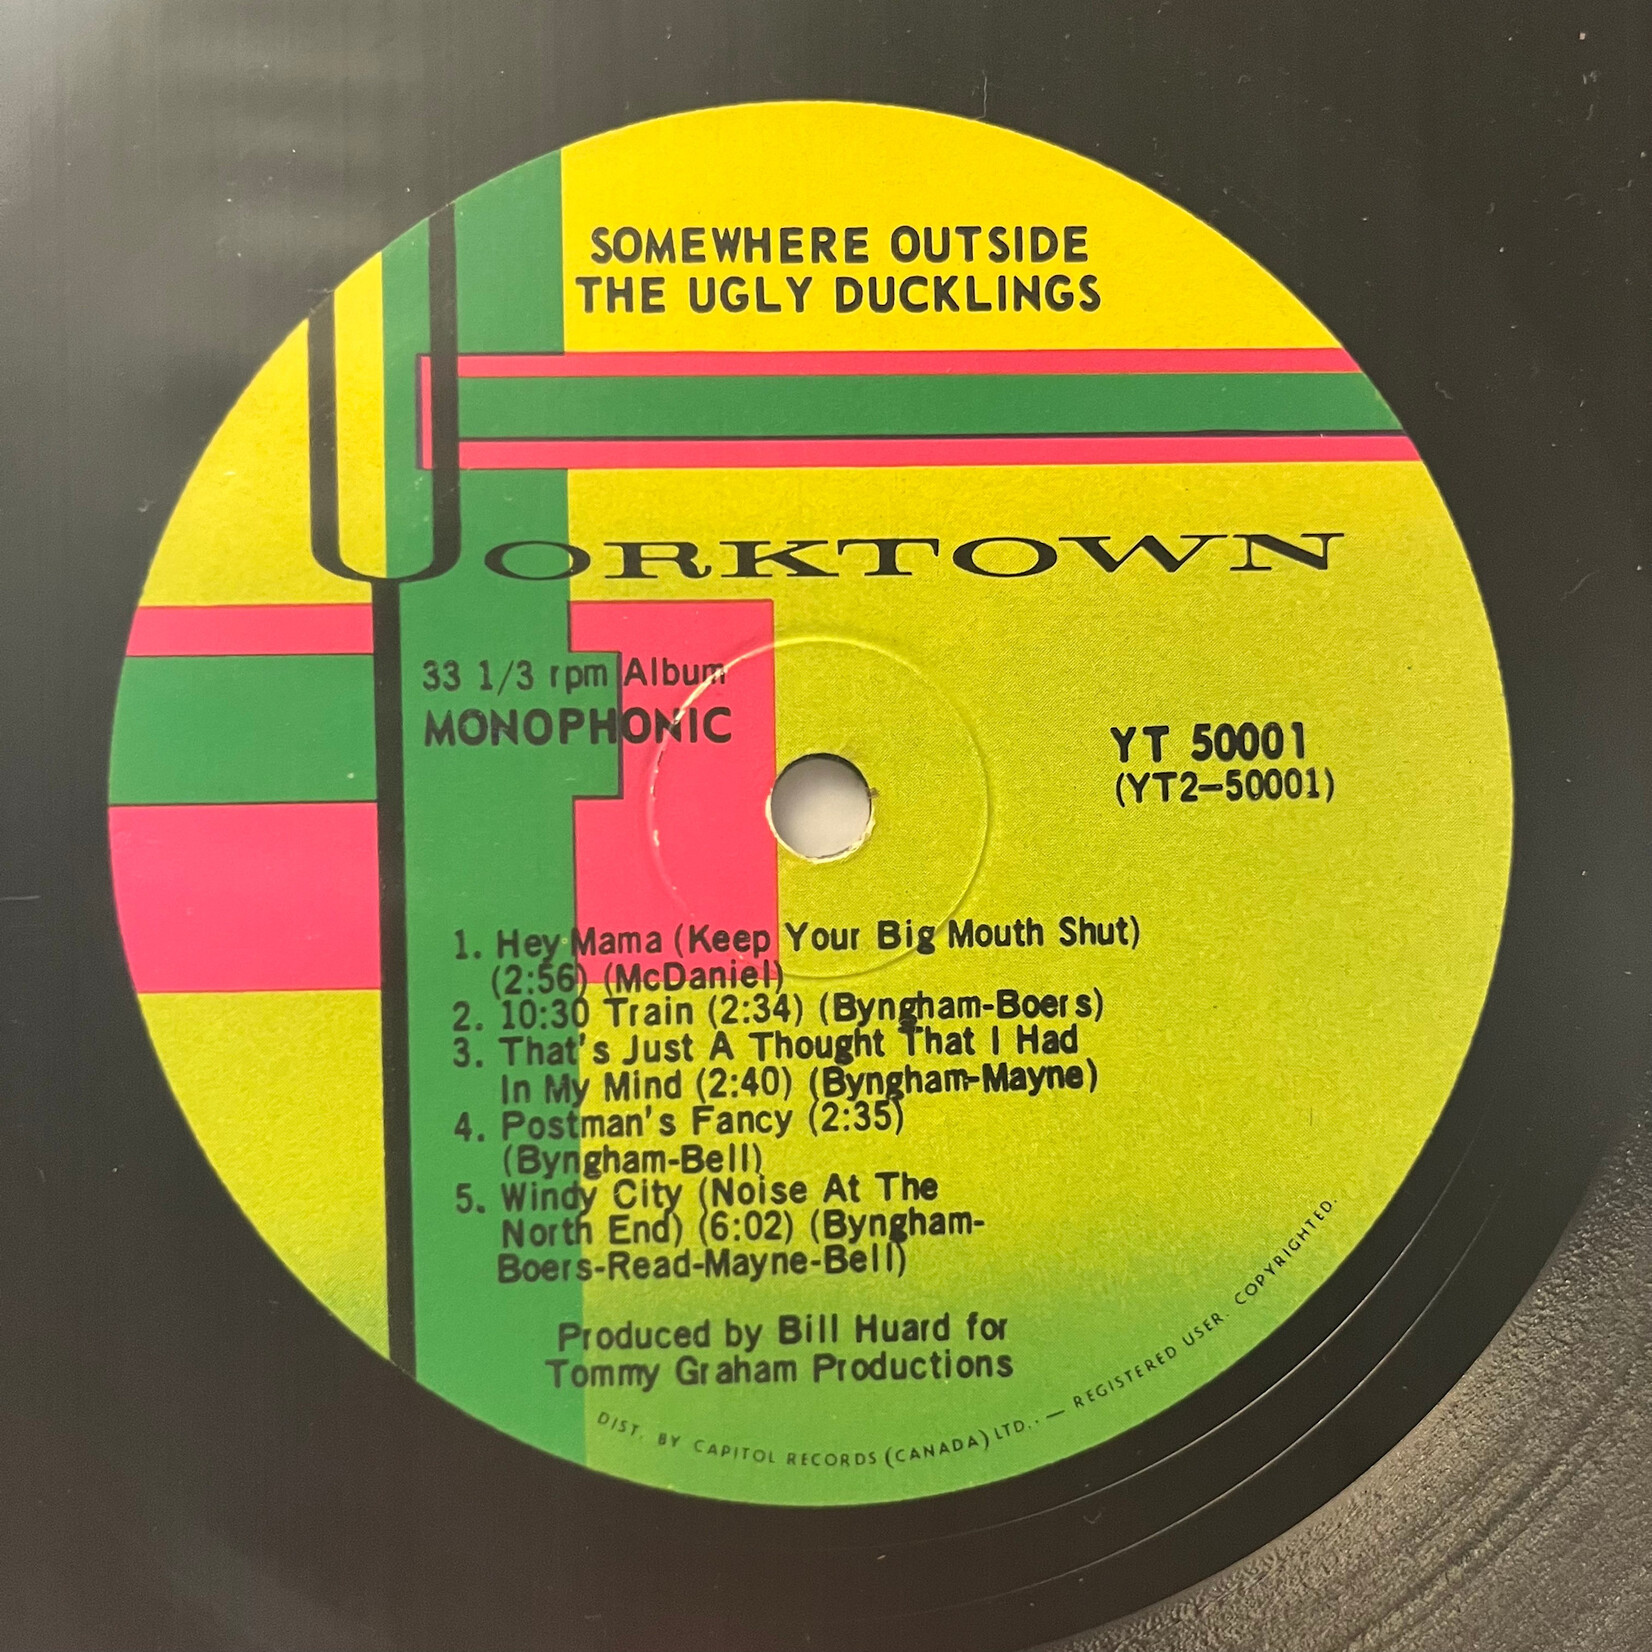 SOMEWHERE OUTSIDE
THE UGLY DUCKLINGS
YORKTOWN
33 1/3 rpm Album
MONOPHONIC
YT 50001
(YT2-50001)
1. Hey Mama (Keep Your Big Mouth Shut)
(2:56) (McDaniel)
2. 10:30 Train (2:34) (Byngham-Boers)
3. That's Just A Thought That I Had
In My Mind (2:40) (Byngham-Mayne)
4. Postman's Fancy (2:35)
(Byngham-Bell)
5. Windy City (Noise At The
North End) (6:02) (Byngham-
Boers-Read-Mayne-Bell)
Produced by Bill Huard for
Tommy Graham Productions
DIST. BY CAPITOL RECORDS (CANADA) LTD. — REGISTERED USER. COPYRIGHTED.